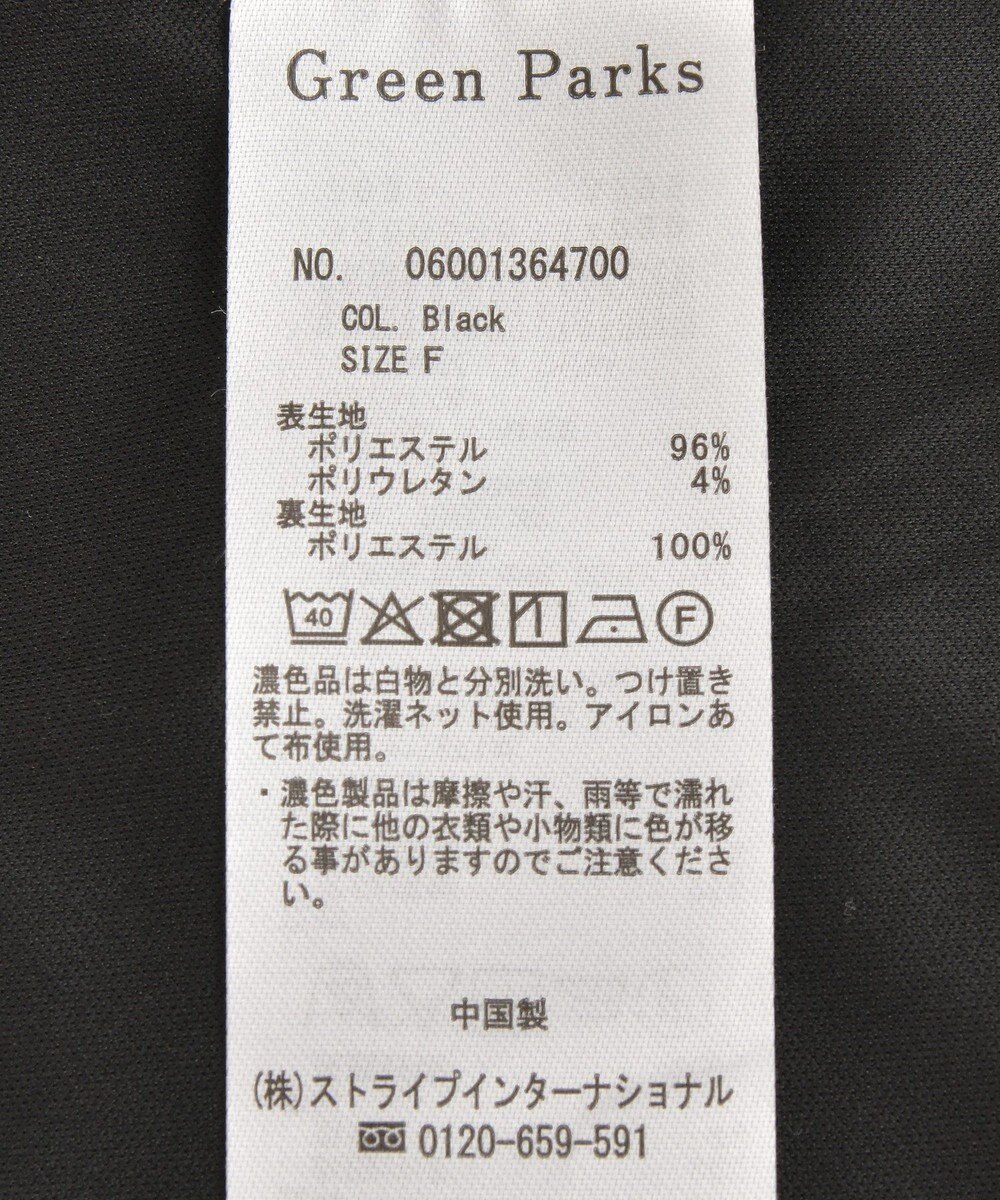 Green Parks
NO. 06001364700
COL. Black
SIZE F
表生地
ポリエステル 96%
ポリウレタン 4%
裏生地
ポリエステル 100%
40 F
濃色品は白物と分別洗い。つけ置き
禁止。洗濯ネット使用。アイロンあ
て布使用。
・濃色製品は摩擦や汗、雨等で濡れ
た際に他の衣類や小物類に色が移
る事がありますのでご注意くださ
い。
中国製
(株)ストライプインターナショナル
0120-659-591